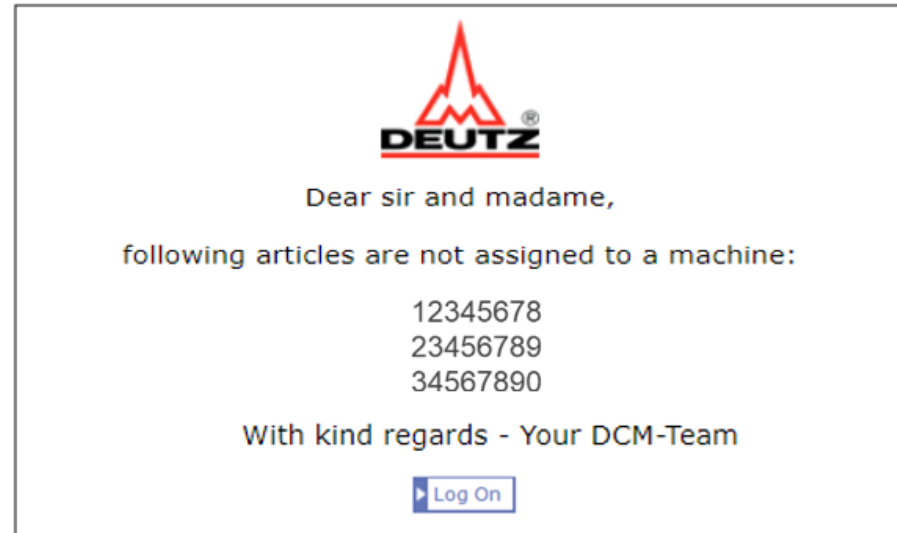 DEUTZ®
Dear sir and madame,
following articles are not assigned to a machine:
12345678
23456789
34567890
With kind regards - Your DCM-Team
Log On